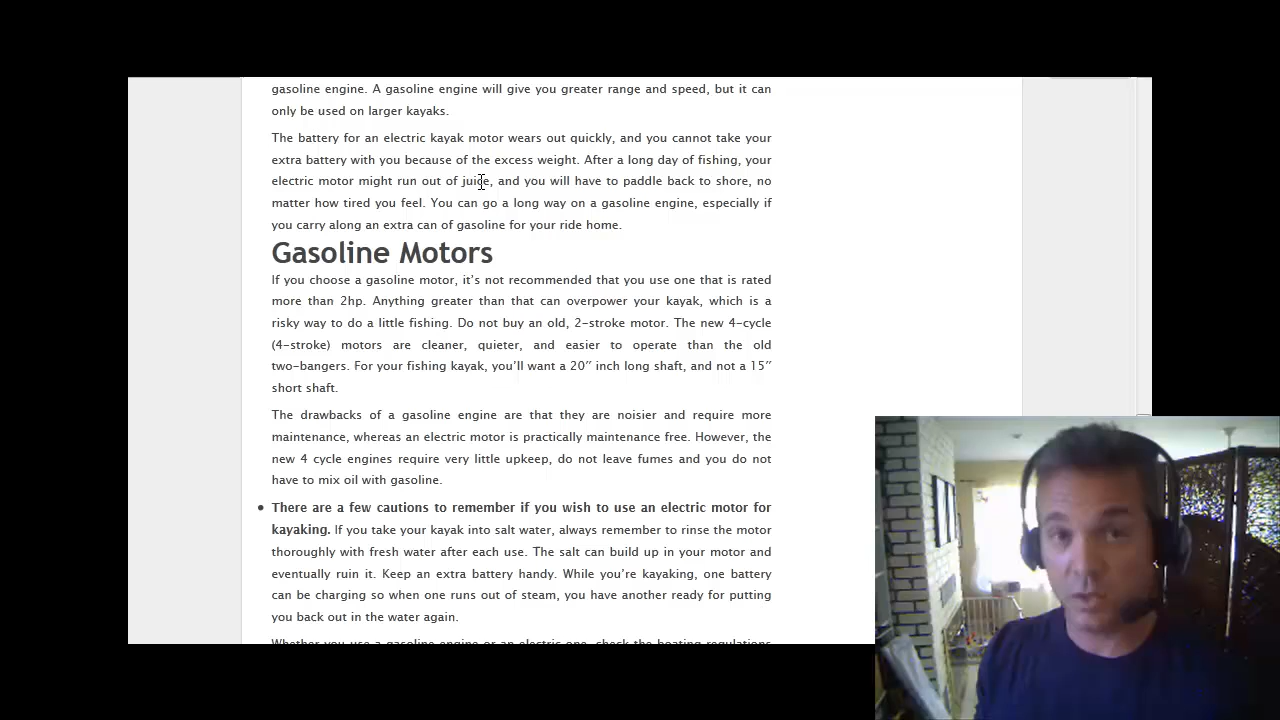 gasoline engine. A gasoline engine will give you greater range and speed, but it can
only be used on larger kayaks.
The battery for an electric kayak motor wears out quickly, and you cannot take your
extra battery with you because of the excess weight. After a long day of fishing, your
electric motor might run out of juice, and you will have to paddle back to shore, no
matter how tired you feel. You can go a long way on a gasoline engine, especially if
you carry along an extra can of gasoline for your ride home.
Gasoline Motors
If you choose a gasoline motor, it’s not recommended that you use one that is rated
more than 2hp. Anything greater than that can overpower your kayak, which is a
risky way to do a little fishing. Do not buy an old, 2-stroke motor. The new 4-cycle
(4-stroke) motors are cleaner, quieter, and easier to operate than the old
two-bangers. For your fishing kayak, you’ll want a 20″ inch long shaft, and not a 15″
short shaft.
The drawbacks of a gasoline engine are that they are noisier and require more
maintenance, whereas an electric motor is practically maintenance free. However, the
new 4 cycle engines require very little upkeep, do not leave fumes and you do not
have to mix oil with gasoline.
• There are a few cautions to remember if you wish to use an electric motor for
kayaking. If you take your kayak into salt water, always remember to rinse the motor
thoroughly with fresh water after each use. The salt can build up in your motor and
eventually ruin it. Keep an extra battery handy. While you’re kayaking, one battery
can be charging so when one runs out of steam, you have another ready for putting
you back out in the water again.
Whether you use a gasoline engine or an electric one, check the boating regulations